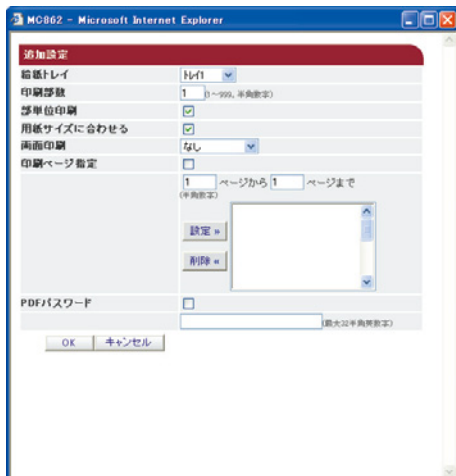 MC862 - Microsoft Internet Explorer
追加設定
給紙トレイ トレイ1
印刷部数 1 (1～999, 半角数字)
部単位印刷
用紙サイズに合わせる
両面印刷 なし
印刷ページ指定
1 ページから 1 ページまで
(半角数字)
設定 »
削除 «
PDFパスワード
(最大32半角英数字)
OK キャンセル